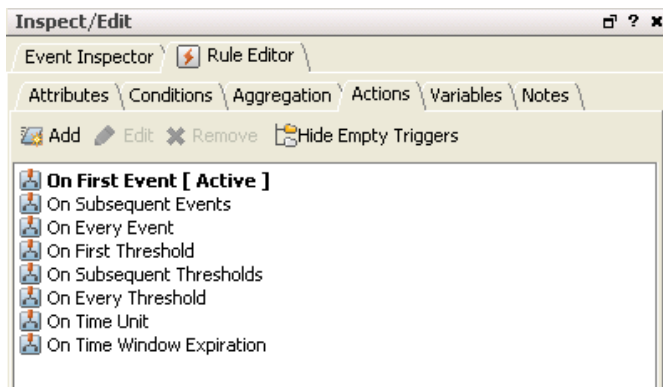 Inspect/Edit ? x
Event Inspector Rule Editor
Attributes Conditions Aggregation Actions Variables Notes
Add Edit Remove Hide Empty Triggers
On First Event [ Active ]
On Subsequent Events
On Every Event
On First Threshold
On Subsequent Thresholds
On Every Threshold
On Time Unit
On Time Window Expiration